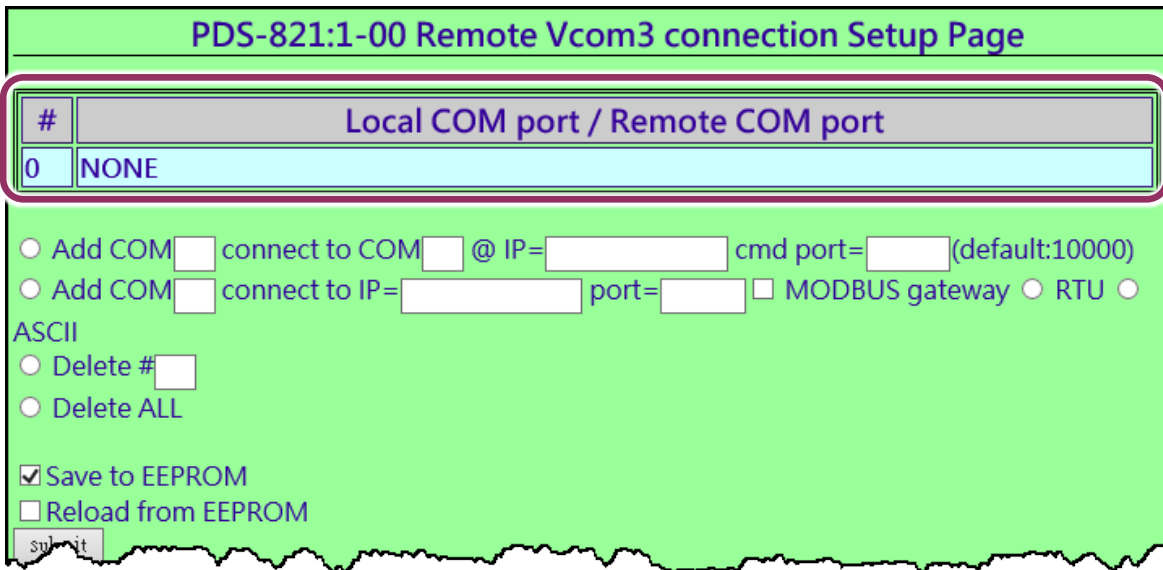 PDS-821:1-00 Remote Vcom3 connection Setup Page
# Local COM port / Remote COM port
0 NONE
Add COM connect to COM @ IP= cmd port= (default:10000)
Add COM connect to IP= port= MODBUS gateway RTU
ASCII
Delete #
Delete ALL
Save to EEPROM
Reload from EEPROM
submit